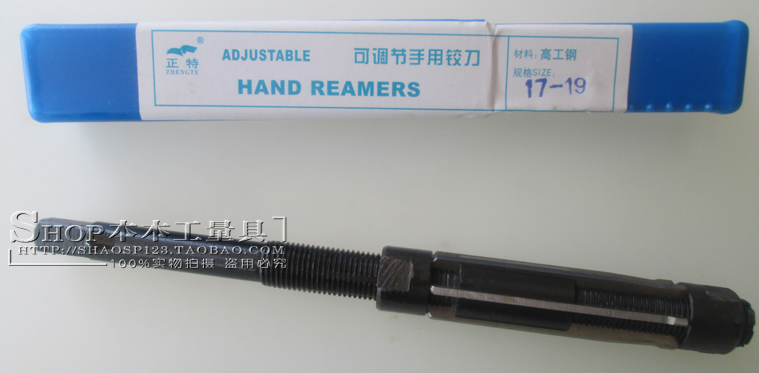 正特®
ZHENGTE
ADJUSTABLE 可调节手用铰刀
HAND REAMERS
材料:高工钢
规格SIZE:
17-19
SHOP本木工量具
HTTP://SHAOSP123.TAOBAO.COM
100%实物拍摄 盗用必究